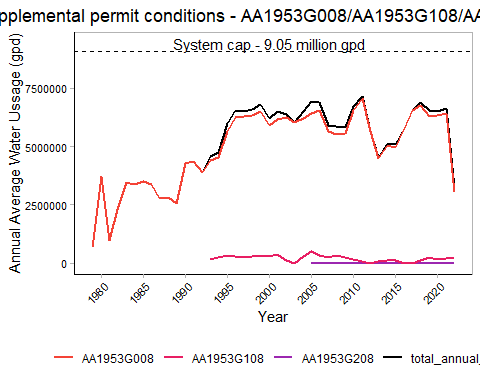 pplemental permit conditions - AA1953G008/AA1953G108/AA
System cap - 9.05 million gpd
Annual Average Water Ussage (gpd)
7500000
5000000
2500000
0
1980 1985 1990 1995 2000 2005 2010 2015 2020
Year
AA1953G008 AA1953G108 AA1953G208 total_annual_